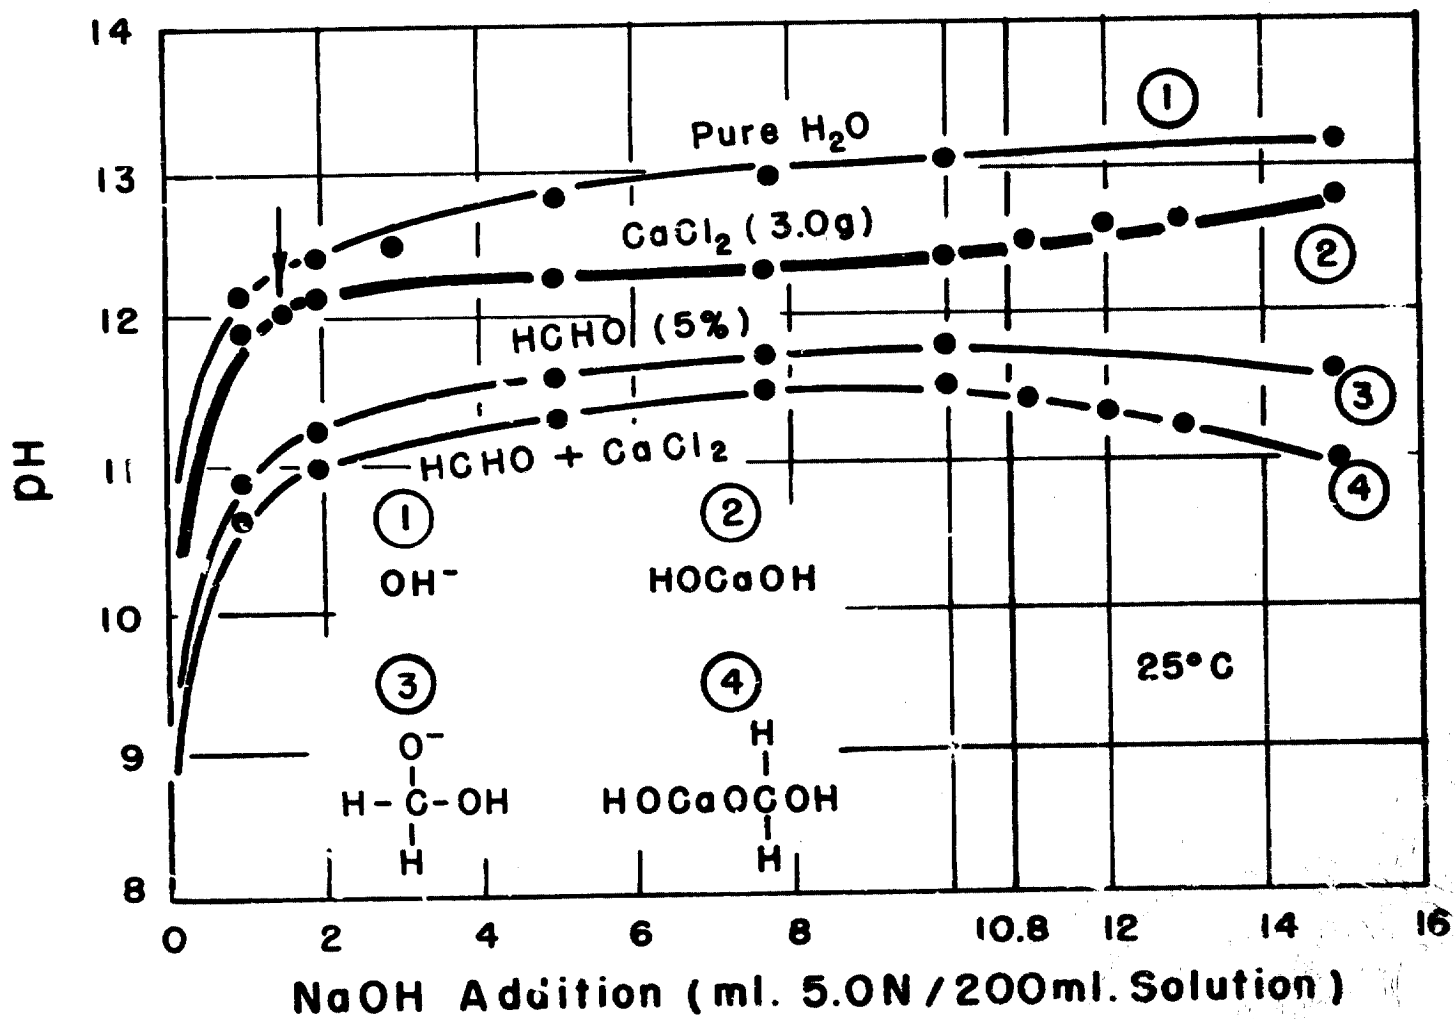 14
13
12
11
10
9
8
pH
1
Pure H₂O
CaCl₂ (3.0g)
2
HCHO (5%)
3
HCHO + CaCl₂
4
1
2
OH⁻
HOCaOH
25°C
3
4
O⁻
H
H-C-OH
HOCaOCOH
H
H
0 2 4 6 8 10.8 12 14 16
NaOH Addition (ml. 5.0N/200ml. Solution)